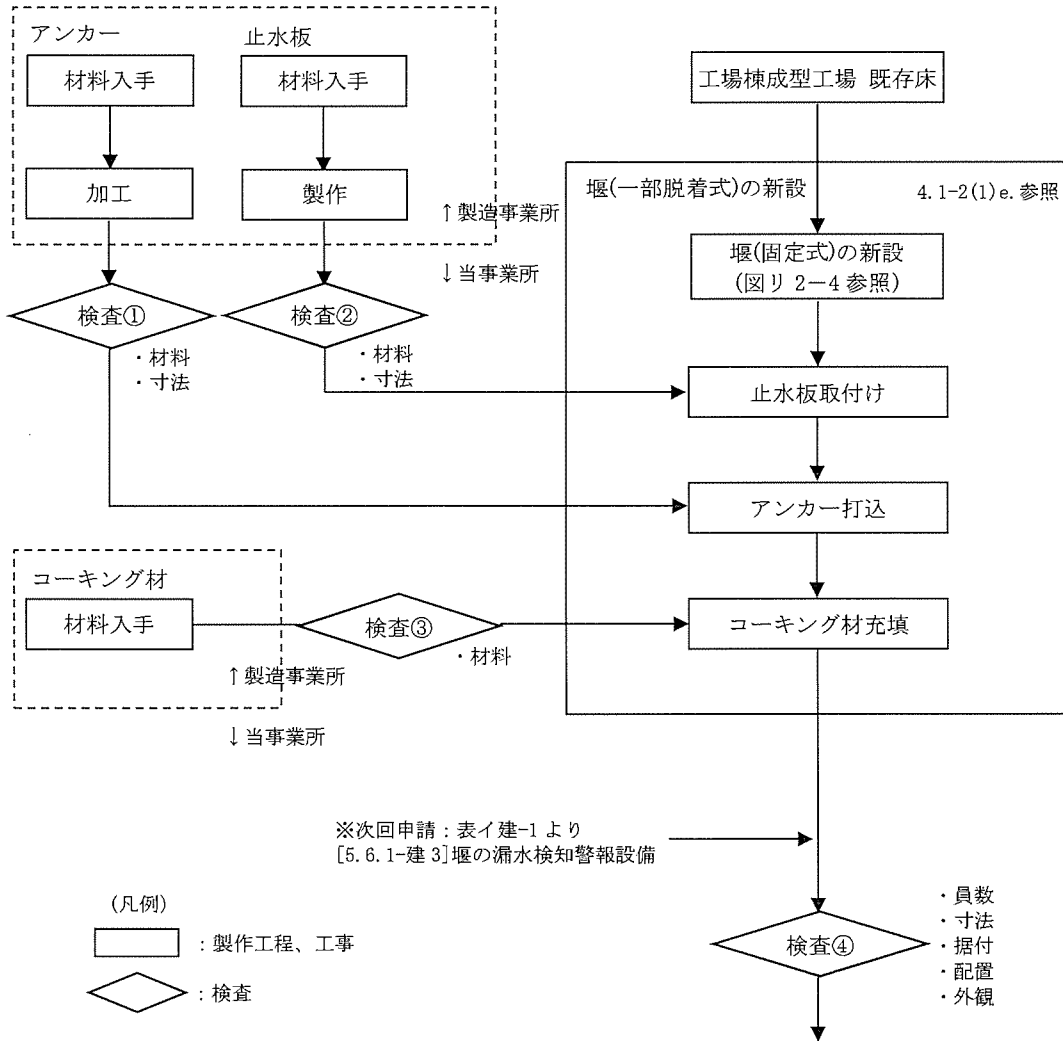 アンカー
材料入手
加工
止水板
材料入手
製作
↑製造事業所
↓当事業所
検査①
・材料
・寸法
検査②
・材料
・寸法
工場棟成型工場 既存床
堰(一部脱着式)の新設
4.1-2(1)e.参照
堰(固定式)の新設
(図リ 2-4 参照)
止水板取付け
アンカー打込
コーキング材充填
コーキング材
材料入手
↑製造事業所
↓当事業所
検査③
・材料
※次回申請:表イ建-1 より
[5.6.1-建 3]堰の漏水検知警報設備
検査④
・員数
・寸法
・据付
・配置
・外観
(凡例)
:製作工程、工事
:検査